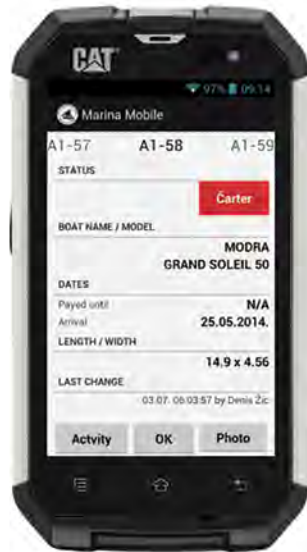 CAT
97% 09:14
Marina Mobile
A1-57 A1-58 A1-59
STATUS
Čarter
BOAT NAME / MODEL
MODRA
GRAND SOLEIL 50
DATES
Payed until N/A
Arrival 25.05.2014.
LENGTH / WIDTH
14.9 x 4.56
LAST CHANGE
03.07. 06:03:57 by Denis Žic
Actvity OK Photo